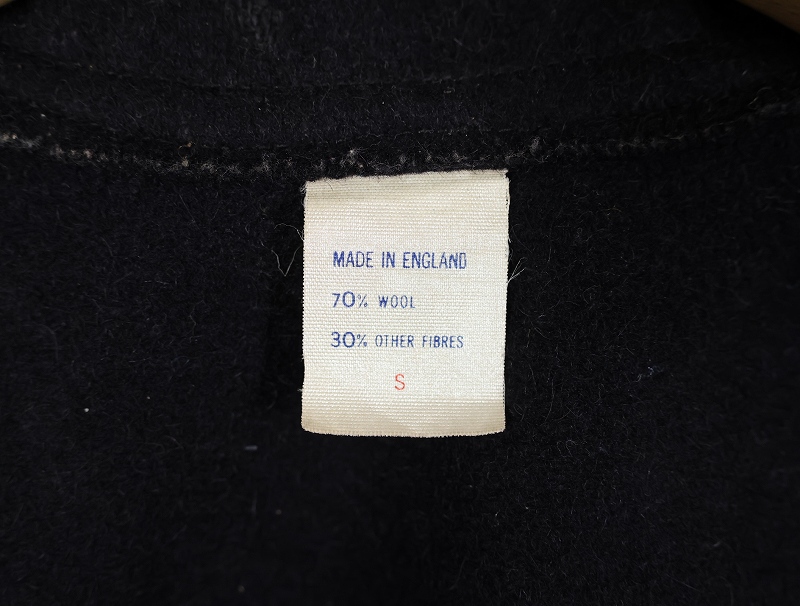 MADE IN ENGLAND
70% WOOL
30% OTHER FIBRES
S